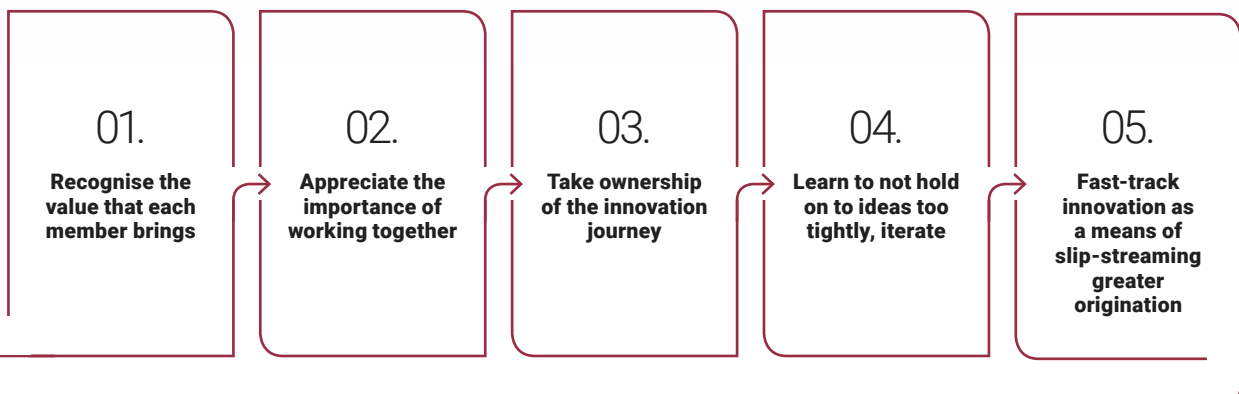 01.
Recognise the
value that each
member brings
02.
Appreciate the
importance of
working together
03.
Take ownership
of the innovation
journey
04.
Learn to not hold
on to ideas too
tightly, iterate
05.
Fast-track
innovation as
a means of
slip-streaming
greater
origination